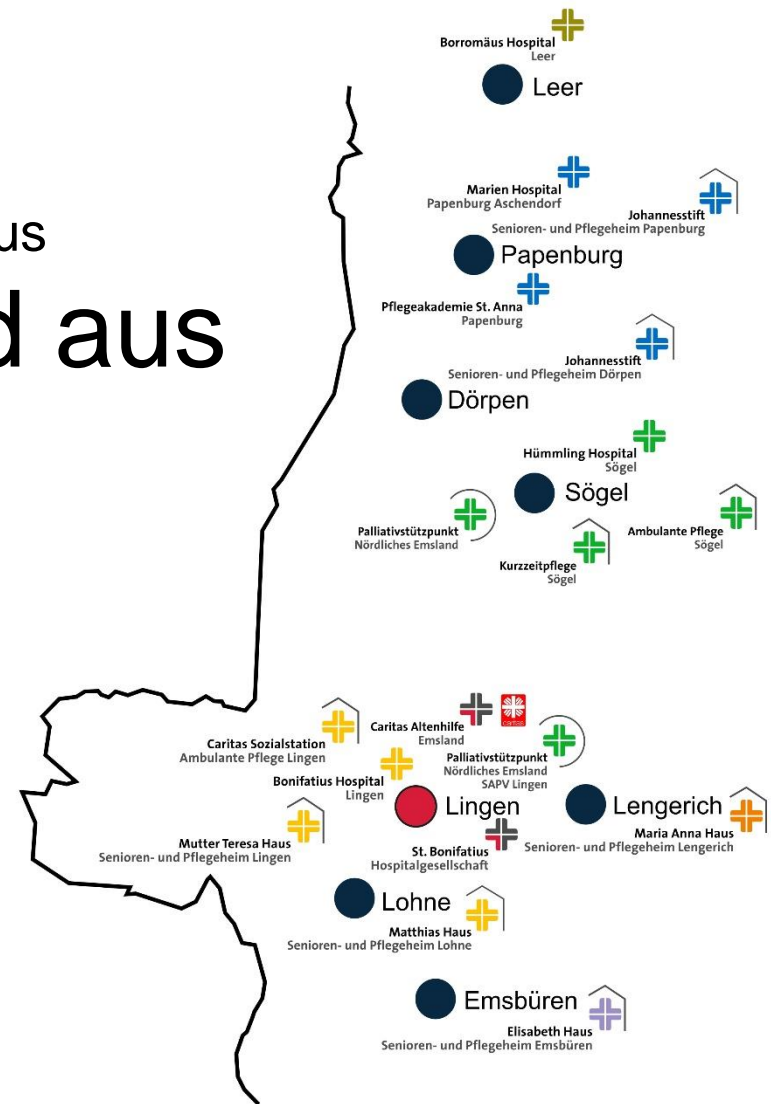 Borromäus Hospital
Leer
Leer
Marien Hospital
Papenburg Aschendorf
Johannesstift
Senioren- und Pflegeheim Papenburg
us
Papenburg
d aus
Pflegeakademie St. Anna
Papenburg
Johannesstift
Senioren- und Pflegeheim Dörpen
Dörpen
Hümmling Hospital
Sögel
Sögel
Palliativstützpunkt
Nördliches Emsland
Ambulante Pflege
Sögel
Kurzzeitpflege
Sögel
Caritas Altenhilfe
Emsland
caritas
Caritas Sozialstation
Ambulante Pflege Lingen
Palliativstützpunkt
Nördliches Emsland
SAPV Lingen
Bonifatius Hospital
Lingen
Lingen
Lengerich
Maria Anna Haus
Senioren- und Pflegeheim Lengerich
Mutter Teresa Haus
Senioren- und Pflegeheim Lingen
St. Bonifatius
Hospitalgesellschaft
Lohne
Matthias Haus
Senioren- und Pflegeheim Lohne
Emsbüren
Elisabeth Haus
Senioren- und Pflegeheim Emsbüren